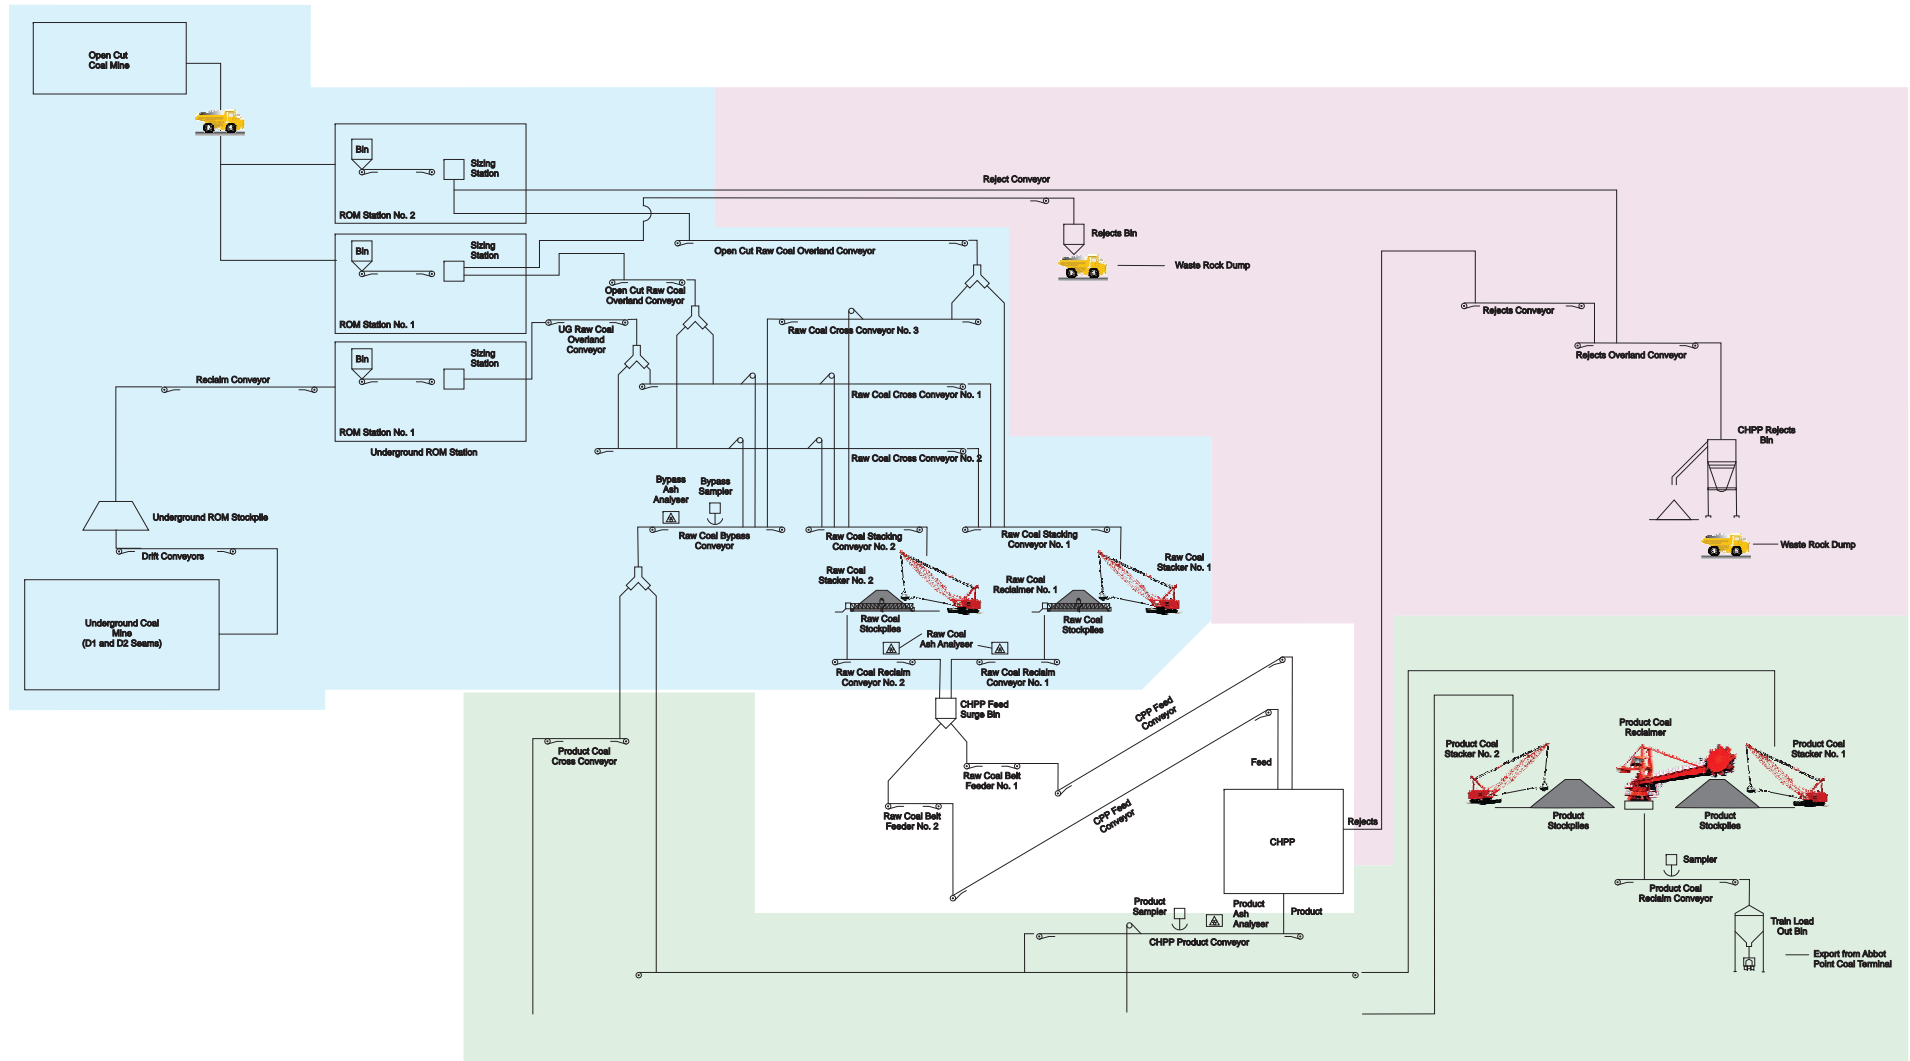 Open Cut
Coal Mine
Bin
Sizing
Station
ROM Station No. 2
Reject Conveyor
Bin
Sizing
Station
ROM Station No. 1
Rejects Bin
Waste Rock Dump
Open Cut Raw Coal Overland Conveyor
Open Cut Raw Coal
Overland Conveyor
Raw Coal Cross Conveyor No. 3
UG Raw Coal
Overland
Conveyor
Rejects Conveyor
Rejects Overland Conveyor
Bin
Sizing
Station
ROM Station No. 1
Underground ROM Station
Reclaim Conveyor
Raw Coal Cross Conveyor No. 1
Raw Coal Cross Conveyor No. 2
CHPP Rejects
Bin
Waste Rock Dump
Bypass
Ash
Analyser
Bypass
Sampler
Underground ROM Stockpile
Drift Conveyors
Raw Coal Bypass
Conveyor
Raw Coal Stacking
Conveyor No. 2
Raw Coal Stacking
Conveyor No. 1
Raw Coal
Stacker No. 2
Raw Coal
Reclaimer No. 1
Raw Coal
Stacker No. 1
Underground Coal
Mine
(D1 and D2 Seams)
Raw Coal
Stockpiles
Raw Coal
Ash Analyser
Raw Coal
Stockpiles
Raw Coal Reclaim
Conveyor No. 2
Raw Coal Reclaim
Conveyor No. 1
CHPP Feed
Surge Bin
CPP Feed
Conveyor
Product Coal
Cross Conveyor
Raw Coal Belt
Feeder No. 1
Feed
Raw Coal Belt
Feeder No. 2
CPP Feed
Conveyor
CHPP
Rejects
Product Coal
Stacker No. 2
Product Coal
Reclaimer
Product Coal
Stacker No. 1
Product
Stockpiles
Product
Stockpiles
Sampler
Product Coal
Reclaim Conveyor
Product
Sampler
Product
Ash
Analyser
Product
CHPP Product Conveyor
Train Load
Out Bin
Export from Abbot
Point Coal Terminal